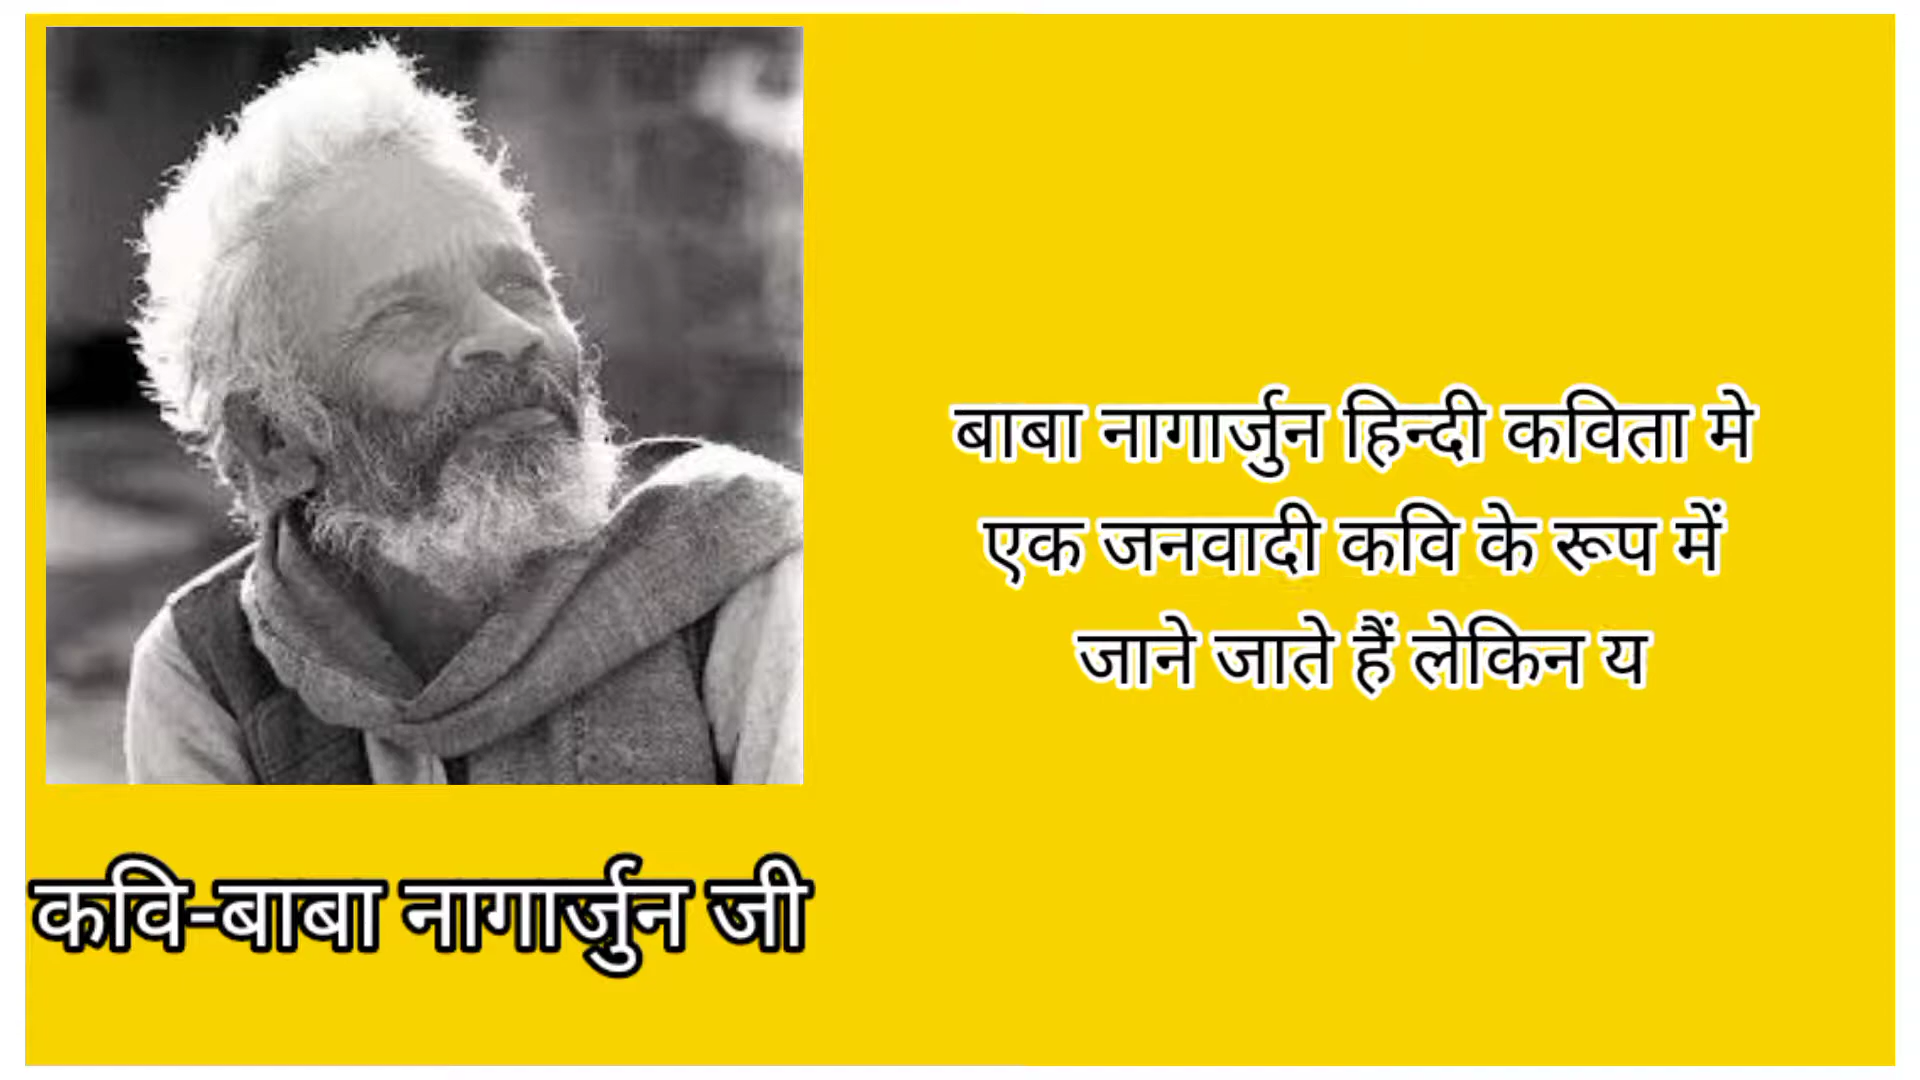 बाबा नागार्जुन हिन्दी कविता मे
एक जनवादी कवि के रूप में
जाने जाते हैं लेकिन य
कवि-बाबा नागार्जुन जी